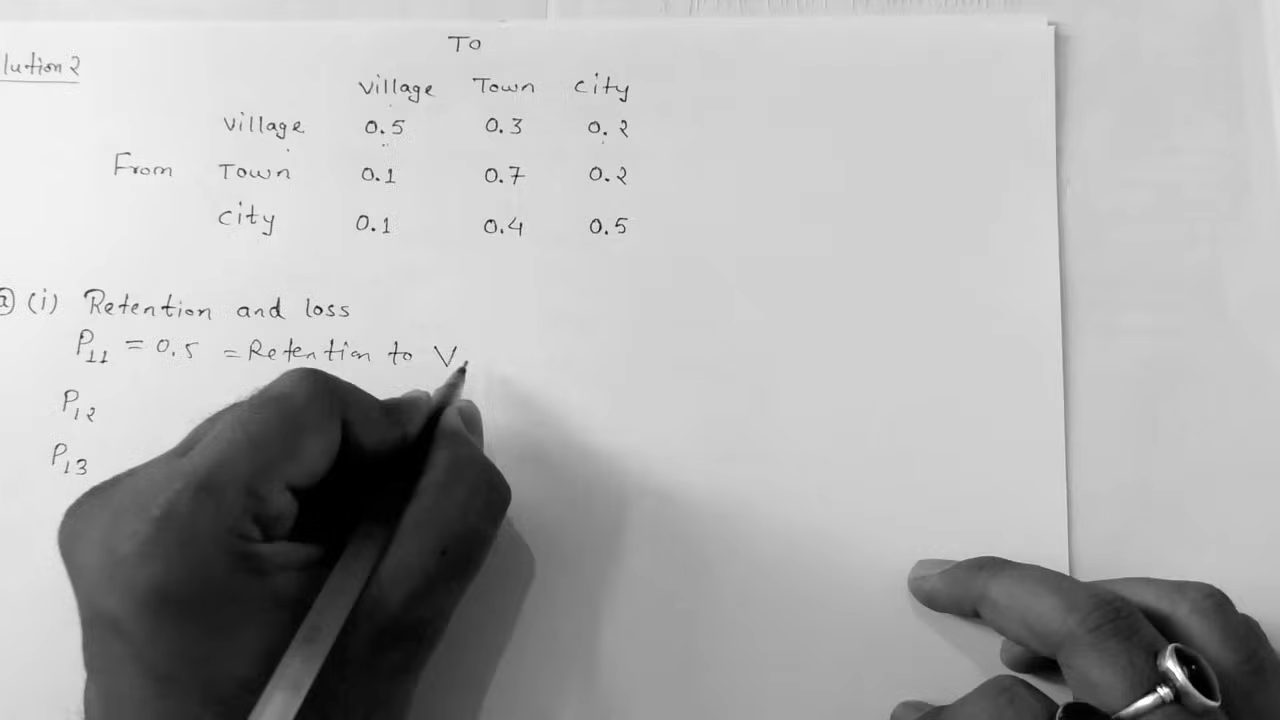 lution 2
To
village Town city
village 0.5 0.3 0.2
From Town 0.1 0.7 0.2
city 0.1 0.4 0.5
a (i) Retention and loss
P11 = 0.5 = Retention to V
P12
P13